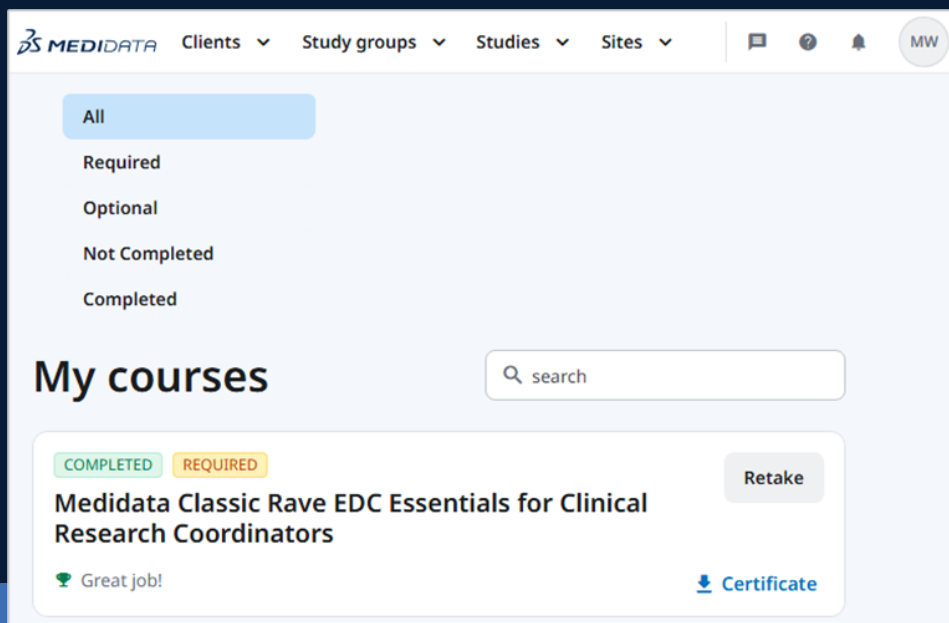 MEDIDATA Clients Study groups Studies Sites MW
All
Required
Optional
Not Completed
Completed
My courses search
COMPLETED REQUIRED
Retake
Medidata Classic Rave EDC Essentials for Clinical
Research Coordinators
Great job!
Certificate